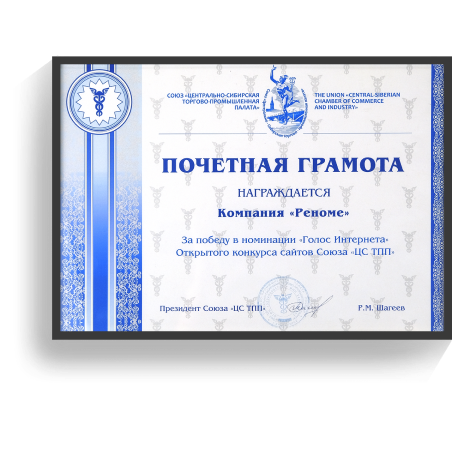 СОЮЗ «ЦЕНТРАЛЬНО-СИБИРСКАЯ
ТОРГОВО-ПРОМЫШЛЕННАЯ
ПАЛАТА»
THE UNION «CENTRAL-SIBERIAN
CHAMBER OF COMMERCE
AND INDUSTRY»
ПОЧЕТНАЯ ГРАМОТА
НАГРАЖДАЕТСЯ
Компания «Реноме»
За победу в номинации «Голос Интернета»
Открытого конкурса сайтов Союза «ЦС ТПП»
Президент Союза «ЦС ТПП»
Р.М. Шагеев